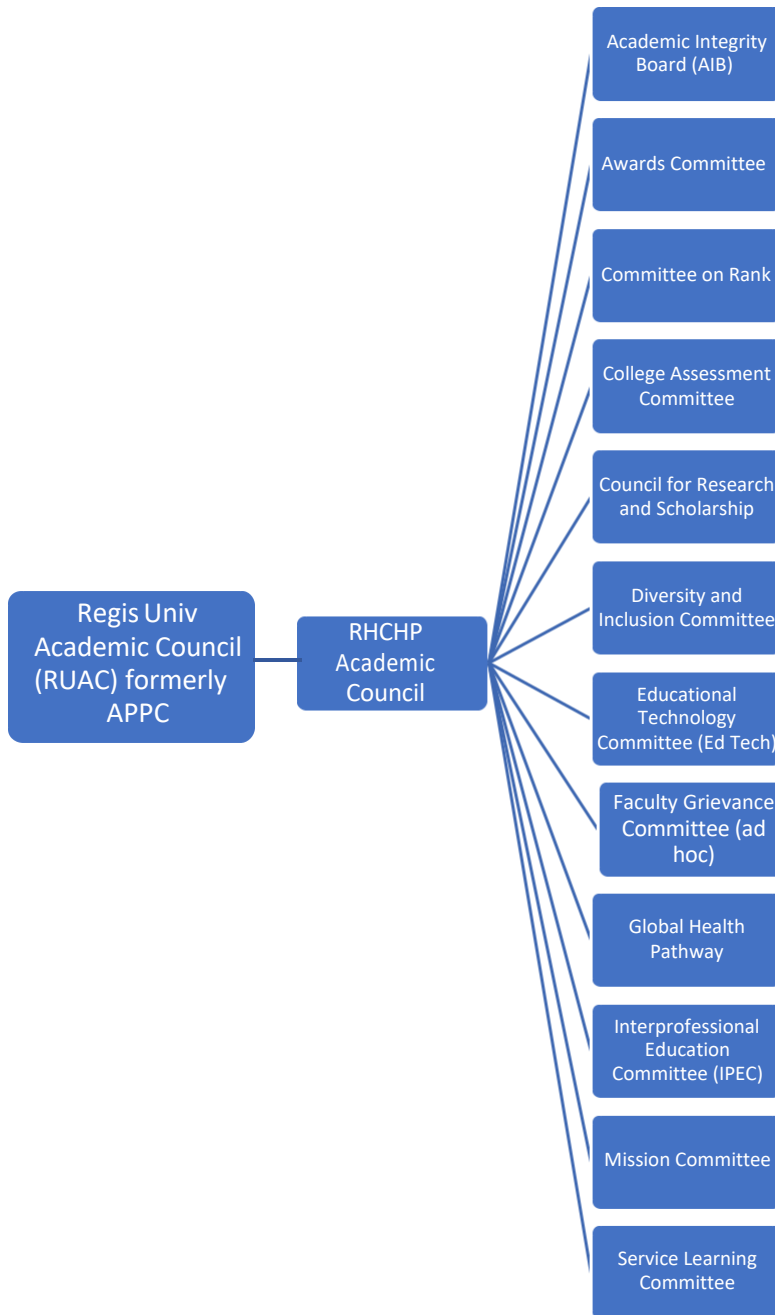 Academic Integrity
Board (AIB)
Awards Committee
Committee on Rank
College Assessment
Committee
Council for Research
and Scholarship
Regis Univ
Academic Council
(RUAC) formerly
APPC
RHCHP
Academic
Council
Diversity and
Inclusion Committee
Educational
Technology
Committee (Ed Tech)
Faculty Grievance
Committee (ad
hoc)
Global Health
Pathway
Interprofessional
Education
Committee (IPEC)
Mission Committee
Service Learning
Committee